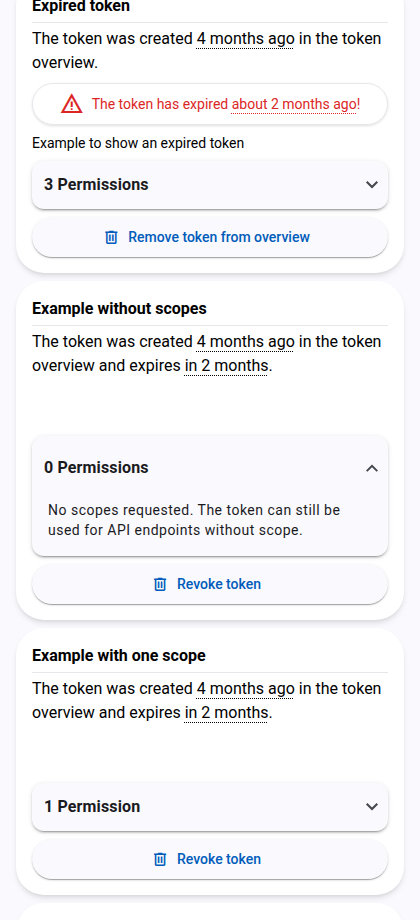 Expired token
The token was created 4 months ago in the token
overview.
The token has expired about 2 months ago!
Example to show an expired token
3 Permissions
Remove token from overview
Example without scopes
The token was created 4 months ago in the token
overview and expires in 2 months.
0 Permissions
No scopes requested. The token can still be
used for API endpoints without scope.
Revoke token
Example with one scope
The token was created 4 months ago in the token
overview and expires in 2 months.
1 Permission
Revoke token